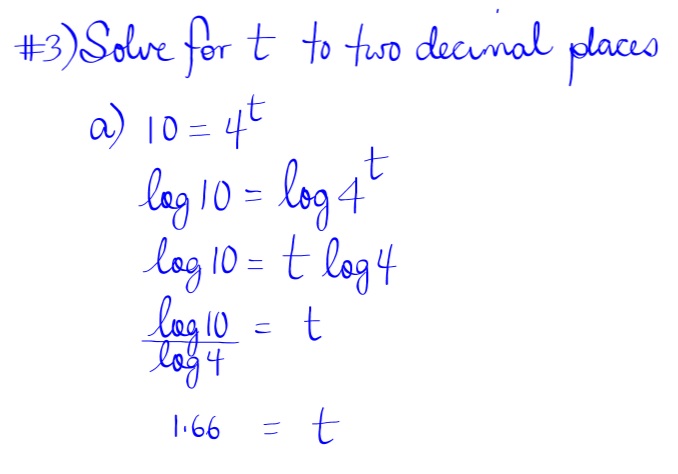 #3) Solve for t to two decimal places
a) 10 = 4^t
log 10 = log 4^t
log 10 = t log 4
log 10 / log 4 = t
1.66 = t